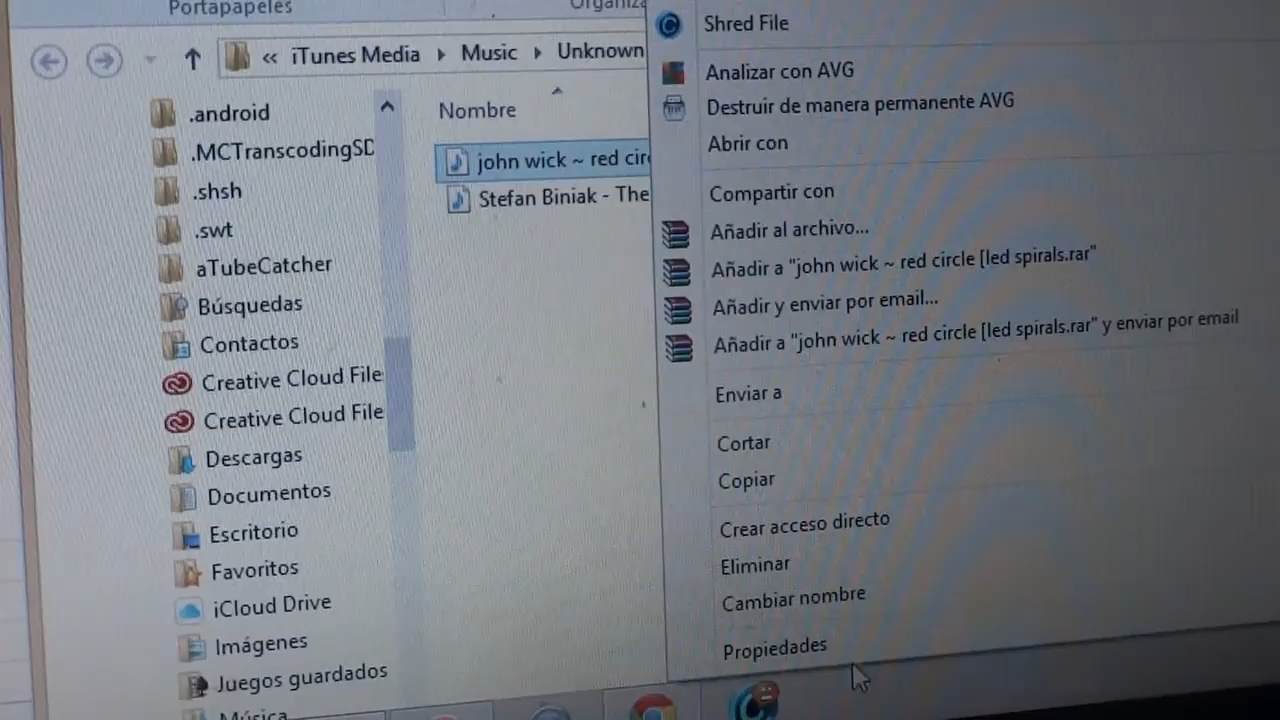 Portapapeles
Organiza
« iTunes Media ▸ Music ▸ Unknown
.android
.MCTranscodingSD
.shsh
.swt
aTubeCatcher
Búsquedas
Contactos
Creative Cloud File
Creative Cloud File
Descargas
Documentos
Escritorio
Favoritos
iCloud Drive
Imágenes
Juegos guardados
Música
Nombre
john wick ~ red cir
Stefan Biniak - The
Shred File
Analizar con AVG
Destruir de manera permanente AVG
Abrir con
Compartir con
Añadir al archivo...
Añadir a "john wick ~ red circle [led spirals.rar"
Añadir y enviar por email...
Añadir a "john wick ~ red circle [led spirals.rar" y enviar por email
Enviar a
Cortar
Copiar
Crear acceso directo
Eliminar
Cambiar nombre
Propiedades